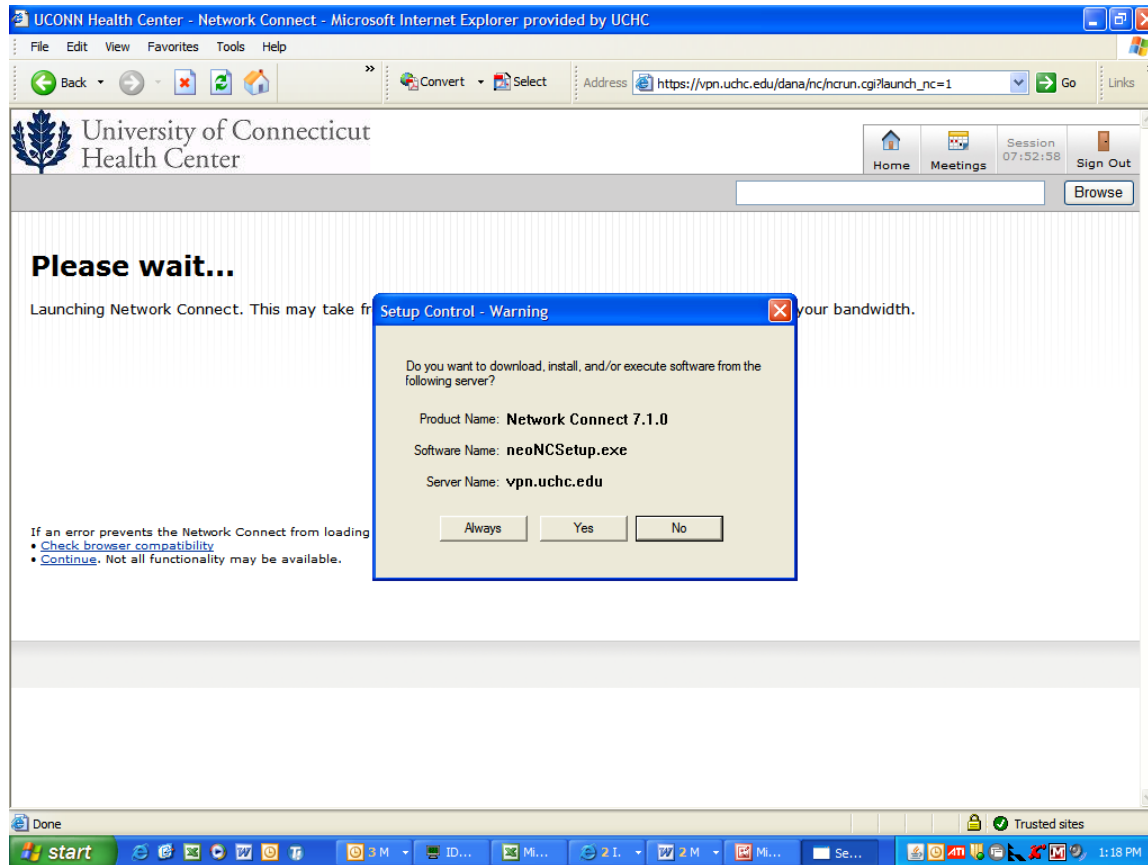 UCONN Health Center - Network Connect - Microsoft Internet Explorer provided by UCHC
File Edit View Favorites Tools Help
Back Convert Select Address https://vpn.uchc.edu/dana/nc/ncrun.cgi?launch_nc=1 Go Links
University of Connecticut
Health Center
Home Meetings Session 07:52:58 Sign Out
Browse
Please wait...
Launching Network Connect. This may take fr your bandwidth.
Setup Control - Warning
Do you want to download, install, and/or execute software from the
following server?
Product Name: Network Connect 7.1.0
Software Name: neoNCSetup.exe
Server Name: vpn.uchc.edu
Always Yes No
If an error prevents the Network Connect from loading
• Check browser compatibility
• Continue. Not all functionality may be available.
Done Trusted sites
start 3 M ID... Mi... 2 I. 2 M Mi... Se... 1:18 PM